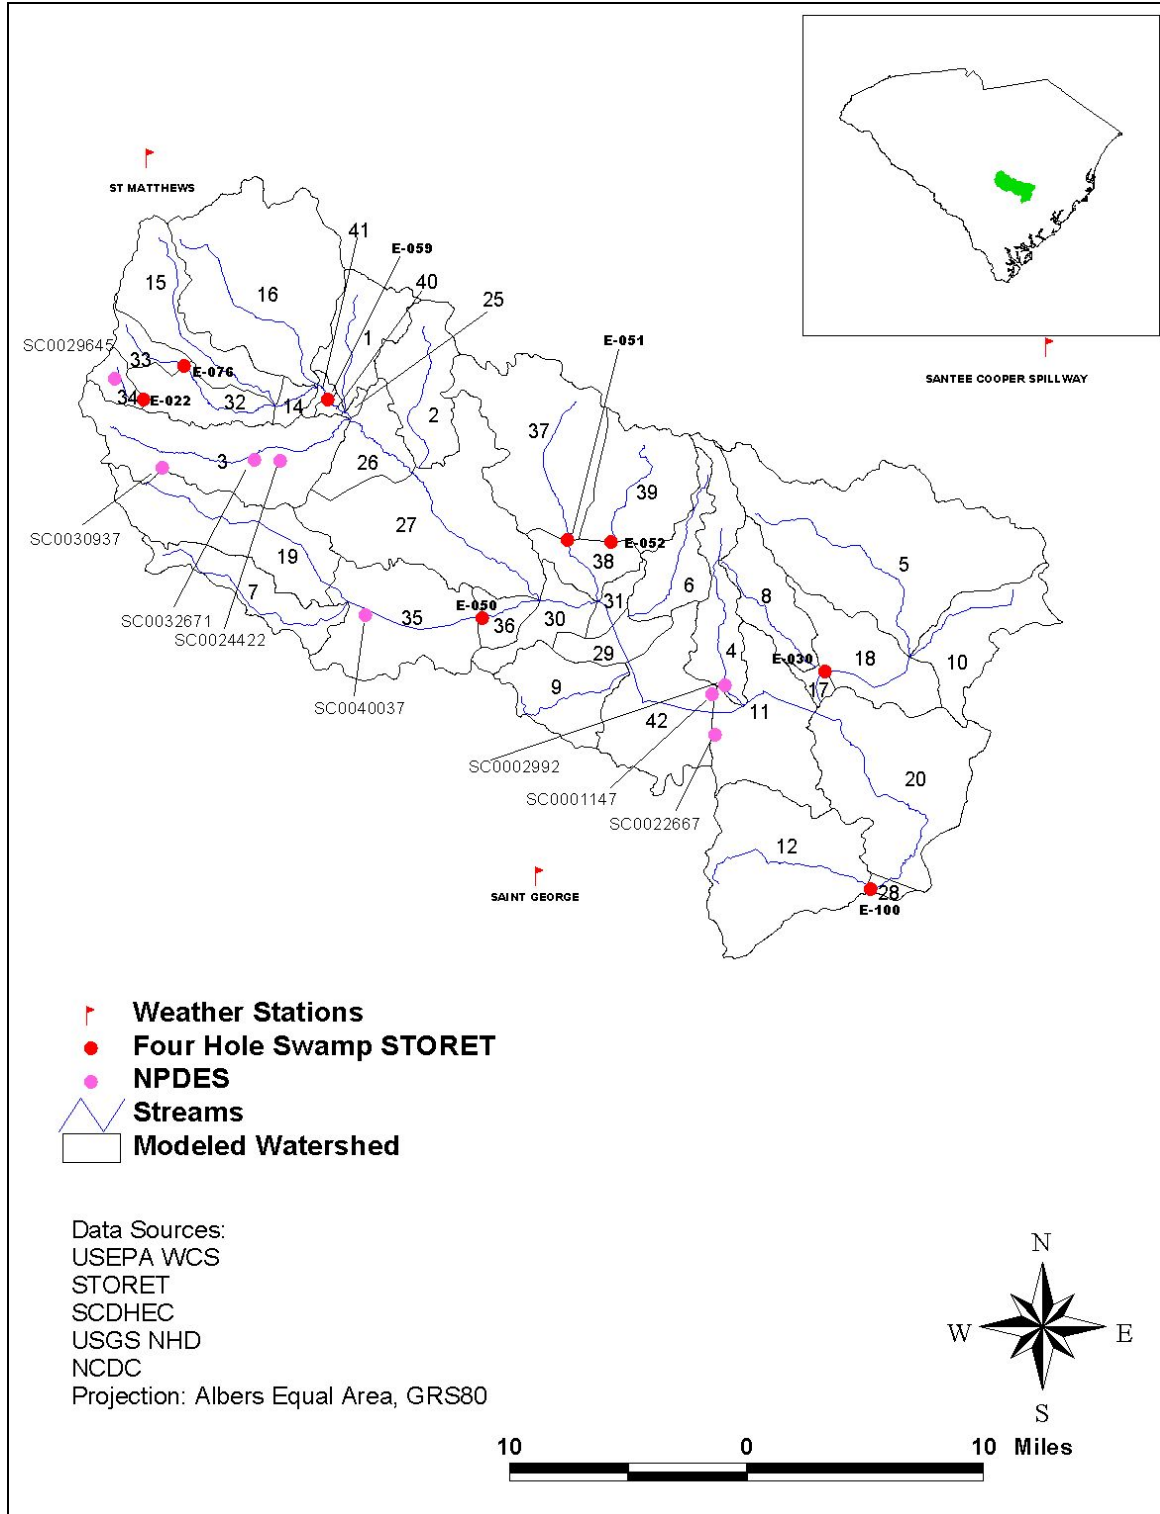 ST MATTHEWS
SANTEE COOPER SPILLWAY
41
E-059
15
16
40
25
SC0029645
33
1
E-051
E-076
34
E-022
32
14
2
37
3
26
39
SC0030937
27
E-052
19
38
5
7
6
8
SC0032671
35
E-050
36
30
31
SC0024422
29
4
E-030
18
10
9
17
SC0040037
42
11
SC0002992
SC0001147
20
SC0022667
12
SAINT GEORGE
28
E-100
Weather Stations
Four Hole Swamp STORET
NPDES
Streams
Modeled Watershed
Data Sources:
USEPA WCS
STORET
SCDHEC
USGS NHD
NCDC
Projection: Albers Equal Area, GRS80
N
W
E
S
10 0 10 Miles